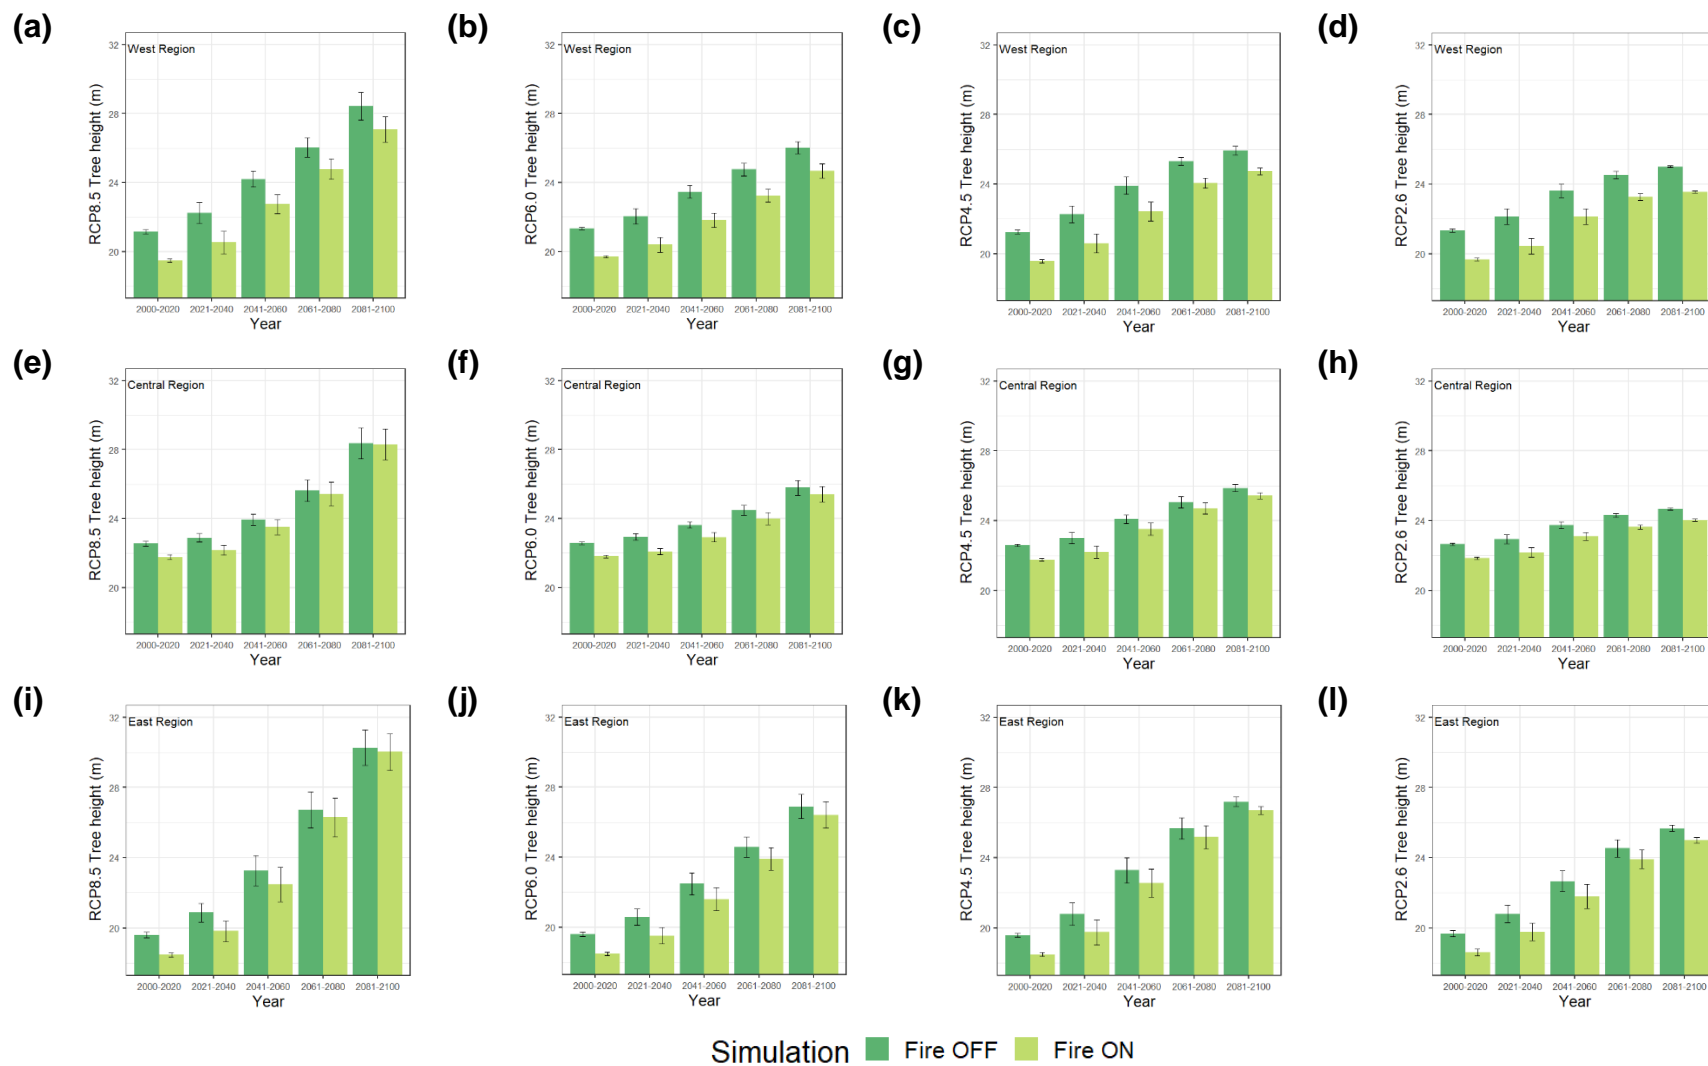 (a)
West Region
RCP8.5 Tree height (m)
32
28
24
20
2000-2020 2021-2040 2041-2060 2061-2080 2081-2100
Year
(b)
West Region
RCP6.0 Tree height (m)
32
28
24
20
2000-2020 2021-2040 2041-2060 2061-2080 2081-2100
Year
(c)
West Region
RCP4.5 Tree height (m)
32
28
24
20
2000-2020 2021-2040 2041-2060 2061-2080 2081-2100
Year
(d)
West Region
RCP2.6 Tree height (m)
32
28
24
20
2000-2020 2021-2040 2041-2060 2061-2080 2081-2100
Year
(e)
Central Region
RCP8.5 Tree height (m)
32
28
24
20
2000-2020 2021-2040 2041-2060 2061-2080 2081-2100
Year
(f)
Central Region
RCP6.0 Tree height (m)
32
28
24
20
2000-2020 2021-2040 2041-2060 2061-2080 2081-2100
Year
(g)
Central Region
RCP4.5 Tree height (m)
32
28
24
20
2000-2020 2021-2040 2041-2060 2061-2080 2081-2100
Year
(h)
Central Region
RCP2.6 Tree height (m)
32
28
24
20
2000-2020 2021-2040 2041-2060 2061-2080 2081-2100
Year
(i)
East Region
RCP8.5 Tree height (m)
32
28
24
20
2000-2020 2021-2040 2041-2060 2061-2080 2081-2100
Year
(j)
East Region
RCP6.0 Tree height (m)
32
28
24
20
2000-2020 2021-2040 2041-2060 2061-2080 2081-2100
Year
(k)
East Region
RCP4.5 Tree height (m)
32
28
24
20
2000-2020 2021-2040 2041-2060 2061-2080 2081-2100
Year
(l)
East Region
RCP2.6 Tree height (m)
32
28
24
20
2000-2020 2021-2040 2041-2060 2061-2080 2081-2100
Year
Simulation Fire OFF Fire ON